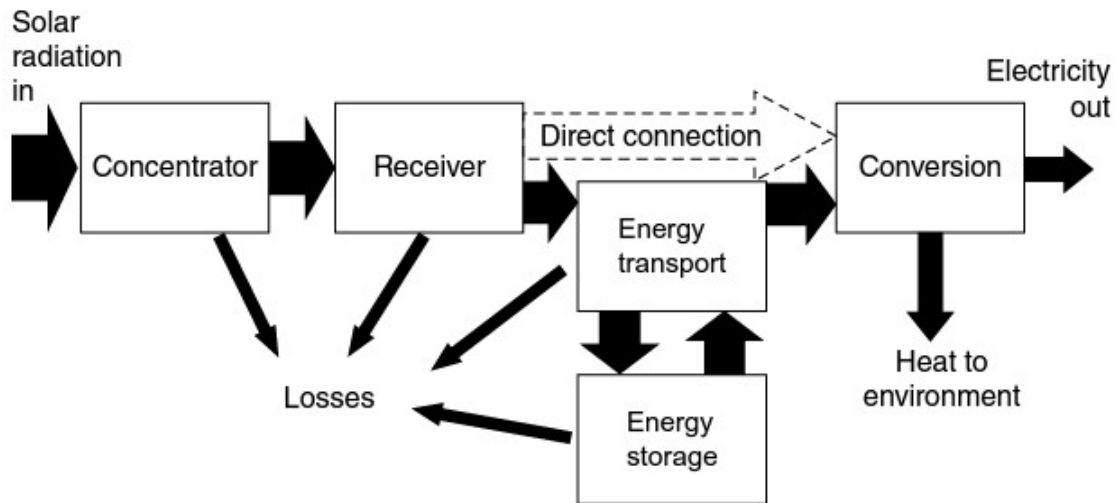 Solar
radiation
in
Electricity
out
Concentrator
Receiver
Direct connection
Conversion
Energy
transport
Losses
Energy
storage
Heat to
environment